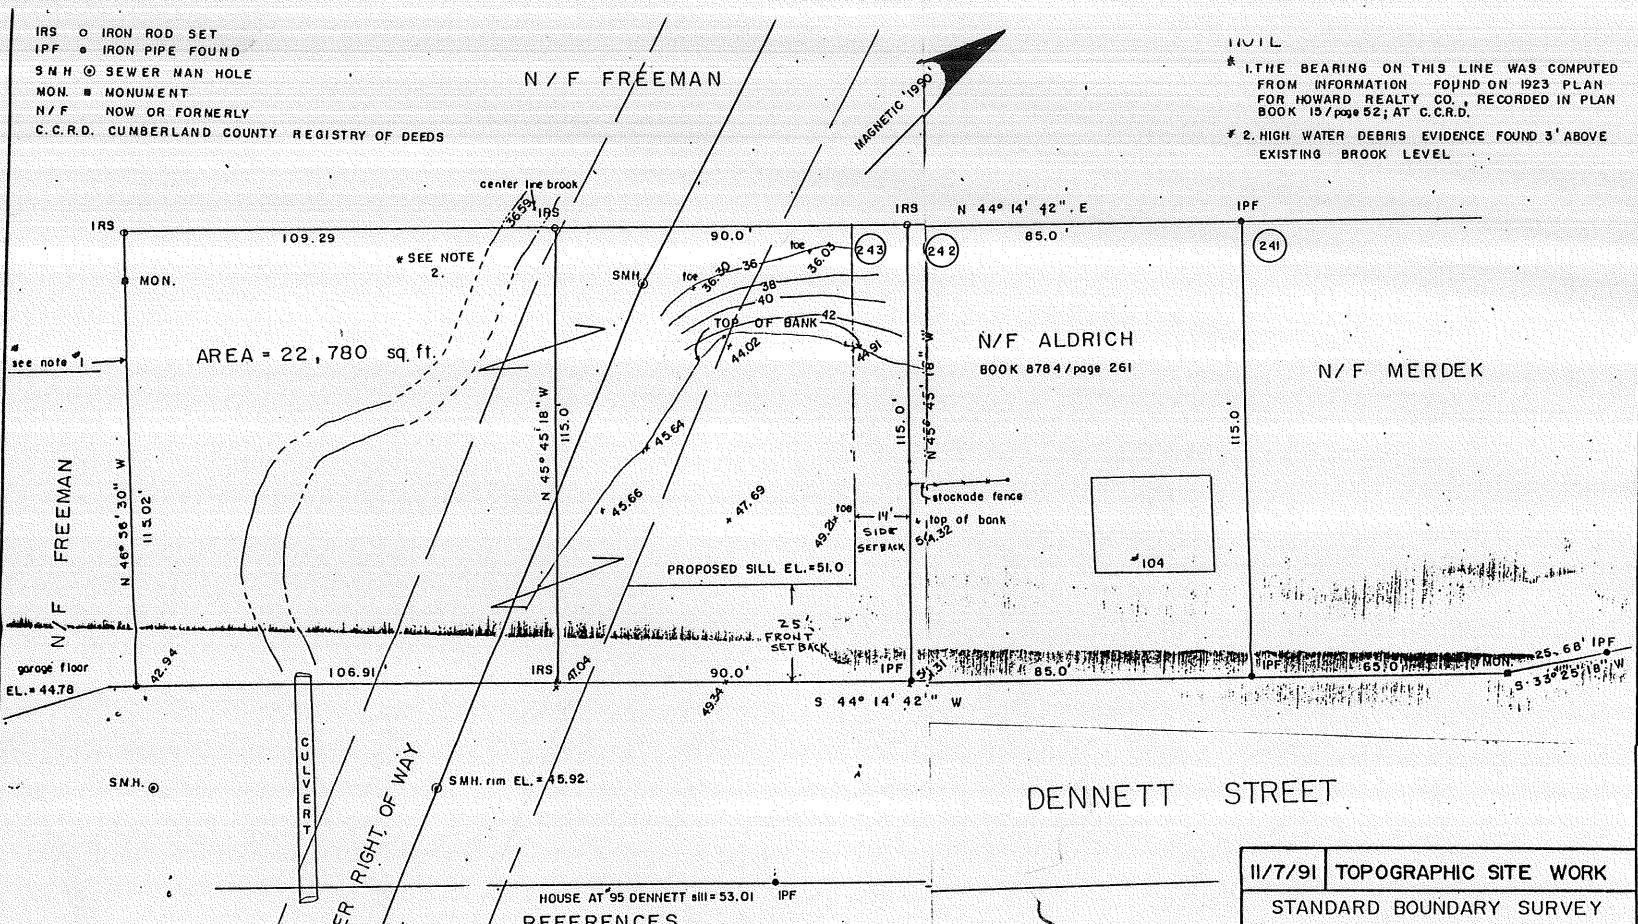 IRS o IRON ROD SET
IPF IRON PIPE FOUND
SMH SEWER MAN HOLE
MON. MONUMENT
N/F NOW OR FORMERLY
C.C.R.D. CUMBERLAND COUNTY REGISTRY OF DEEDS
N/F FREEMAN
MAGNETIC 1990
* 1. THE BEARING ON THIS LINE WAS COMPUTED
FROM INFORMATION FOUND ON 1923 PLAN
FOR HOWARD REALTY CO., RECORDED IN PLAN
BOOK 15/page 52; AT C.C.R.D.
* 2. HIGH WATER DEBRIS EVIDENCE FOUND 3' ABOVE
EXISTING BROOK LEVEL
center line brook
36.59
IRS
IRS
IRS
N 44° 14' 42" E
IPF
109.29
90.0'
85.0'
243
242
241
* SEE NOTE
2.
MON.
SMH
toe
36.30
36
toe
36.03
38
40
42
TOP OF BANK
44.02
44.91
AREA = 22,780 sq. ft.
see note *1
N/F ALDRICH
BOOK 8784/page 261
N/F MERDEK
N/F FREEMAN
N 46° 56' 30" W
115.02'
N 45° 45' 18" W
115.0'
115.0'
N 45° 45' 18" W
115.0'
45.64
45.66
47.69
49.21
toe
14'
SIDE
SETBACK
stockade fence
top of bank
54.32
#104
PROPOSED SILL EL.=51.0
25'
FRONT
SETBACK
garage floor
EL.= 44.78
42.94
106.91'
IRS
47.04
90.0'
49.34
IPF
85.0'
IPF
65.0
MON.
25.68'
IPF
S 33° 25' 18" W
S 44° 14' 42" W
CULVERT
S.M.H.
SMH. rim EL.= 45.92
RIGHT OF WAY
DENNETT STREET
HOUSE AT #95 DENNETT sill= 53.01
IPF
REFERENCES
11/7/91 TOPOGRAPHIC SITE WORK
STANDARD BOUNDARY SURVEY